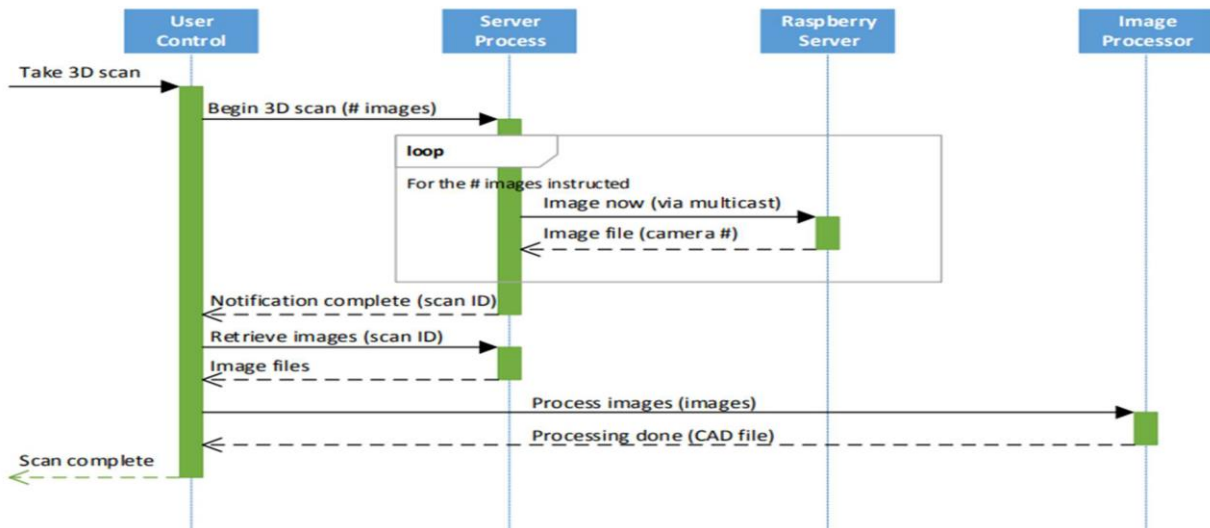 User
Control
Server
Process
Raspberry
Server
Image
Processor
Take 3D scan
Begin 3D scan (# images)
loop
For the # images instructed
Image now (via multicast)
Image file (camera #)
Notification complete (scan ID)
Retrieve images (scan ID)
Image files
Process images (images)
Processing done (CAD file)
Scan complete